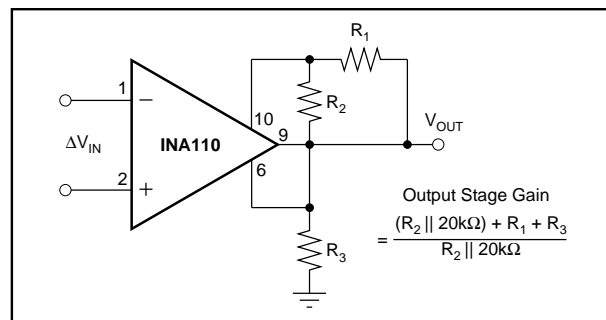 R1
1
−
10
R2
9
VOUT
ΔVIN
INA110
6
2
+
Output Stage Gain
= (R2 || 20kΩ) + R1 + R3
R2 || 20kΩ
R3